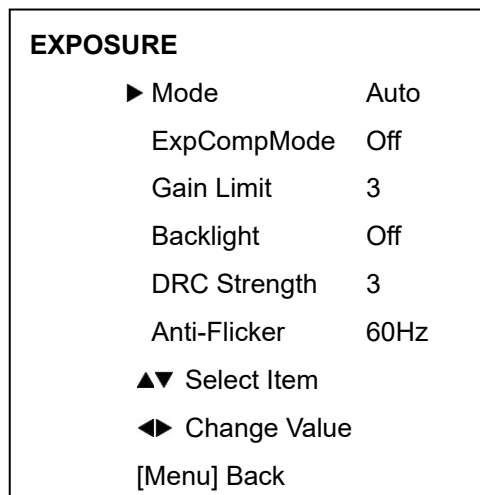 EXPOSURE
▶ Mode Auto
ExpCompMode Off
Gain Limit 3
Backlight Off
DRC Strength 3
Anti-Flicker 60Hz
▲▼ Select Item
◀▶ Change Value
[Menu] Back